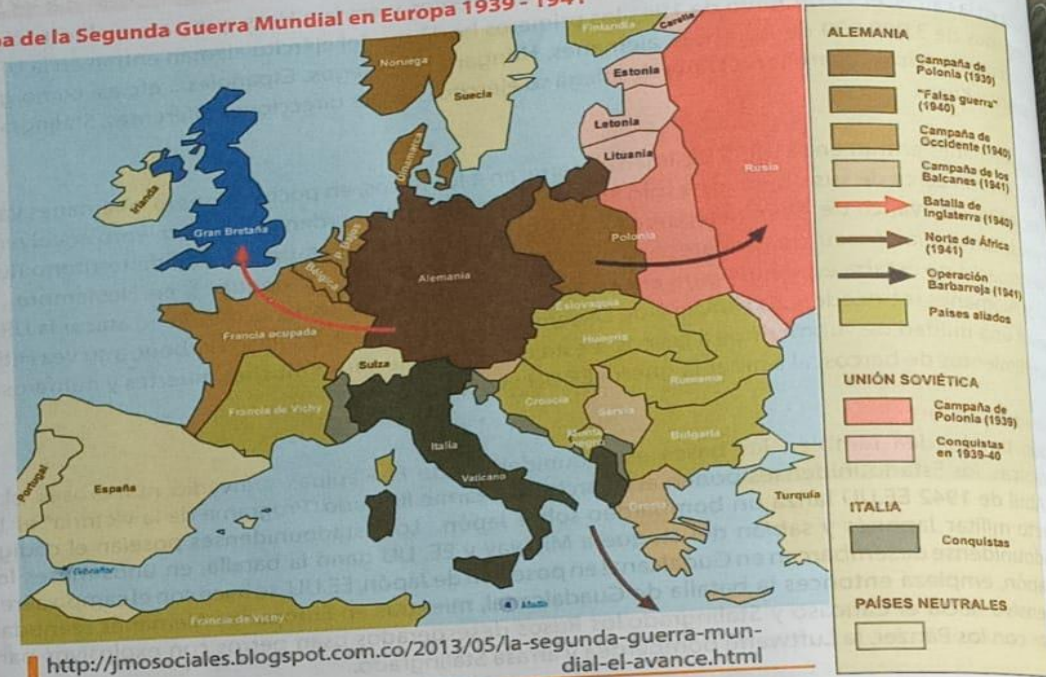 pa de la Segunda Guerra Mundial en Europa 1939 - 1941
Finlandia
Carelia
Noruega
Suecia
Estonia
Letonia
Lituania
Rusia
Dinamarca
Irlanda
Gran Bretaña
P. Bajos
Bélgica
Alemania
Polonia
Eslovaquia
Hungría
Francia ocupada
Suiza
Francia de Vichy
Croacia
Rumania
Servia
Bulgaria
Italia
Vaticano
Portugal
España
Turquía
Grecia
Gibraltar
Malta
Francia de Vichy
ALEMANIA
Campaña de
Polonia (1939)
"Falsa guerra"
(1940)
Campaña de
Occidente (1940)
Campaña de los
Balcanes (1941)
Batalla de
Inglaterra (1940)
Norte de África
(1941)
Operación
Barbarroja (1941)
Países aliados
UNIÓN SOVIÉTICA
Campaña de
Polonia (1939)
Conquistas
en 1939-40
ITALIA
Conquistas
PAÍSES NEUTRALES
http://jmosociales.blogspot.com.co/2013/05/la-segunda-guerra-mun-
dial-el-avance.html